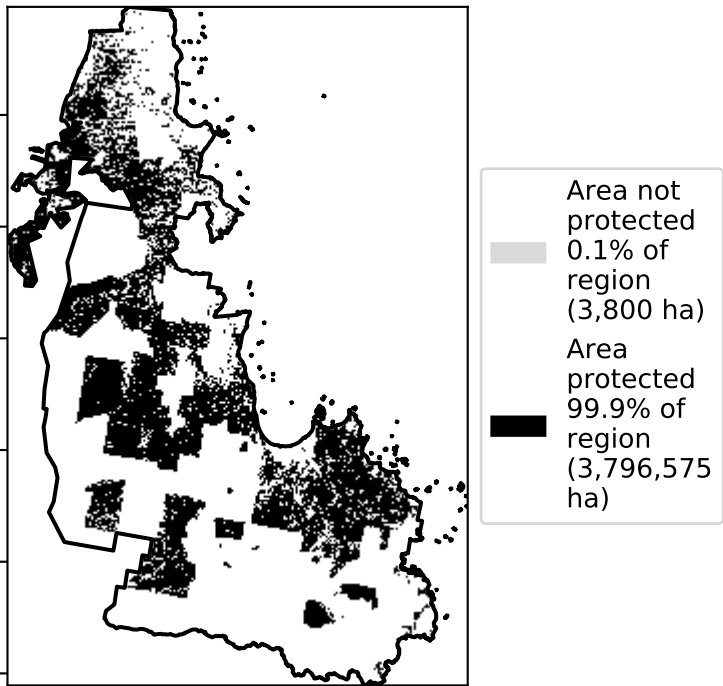 Area not
protected
0.1% of
region
(3,800 ha)
Area
protected
99.9% of
region
(3,796,575
ha)